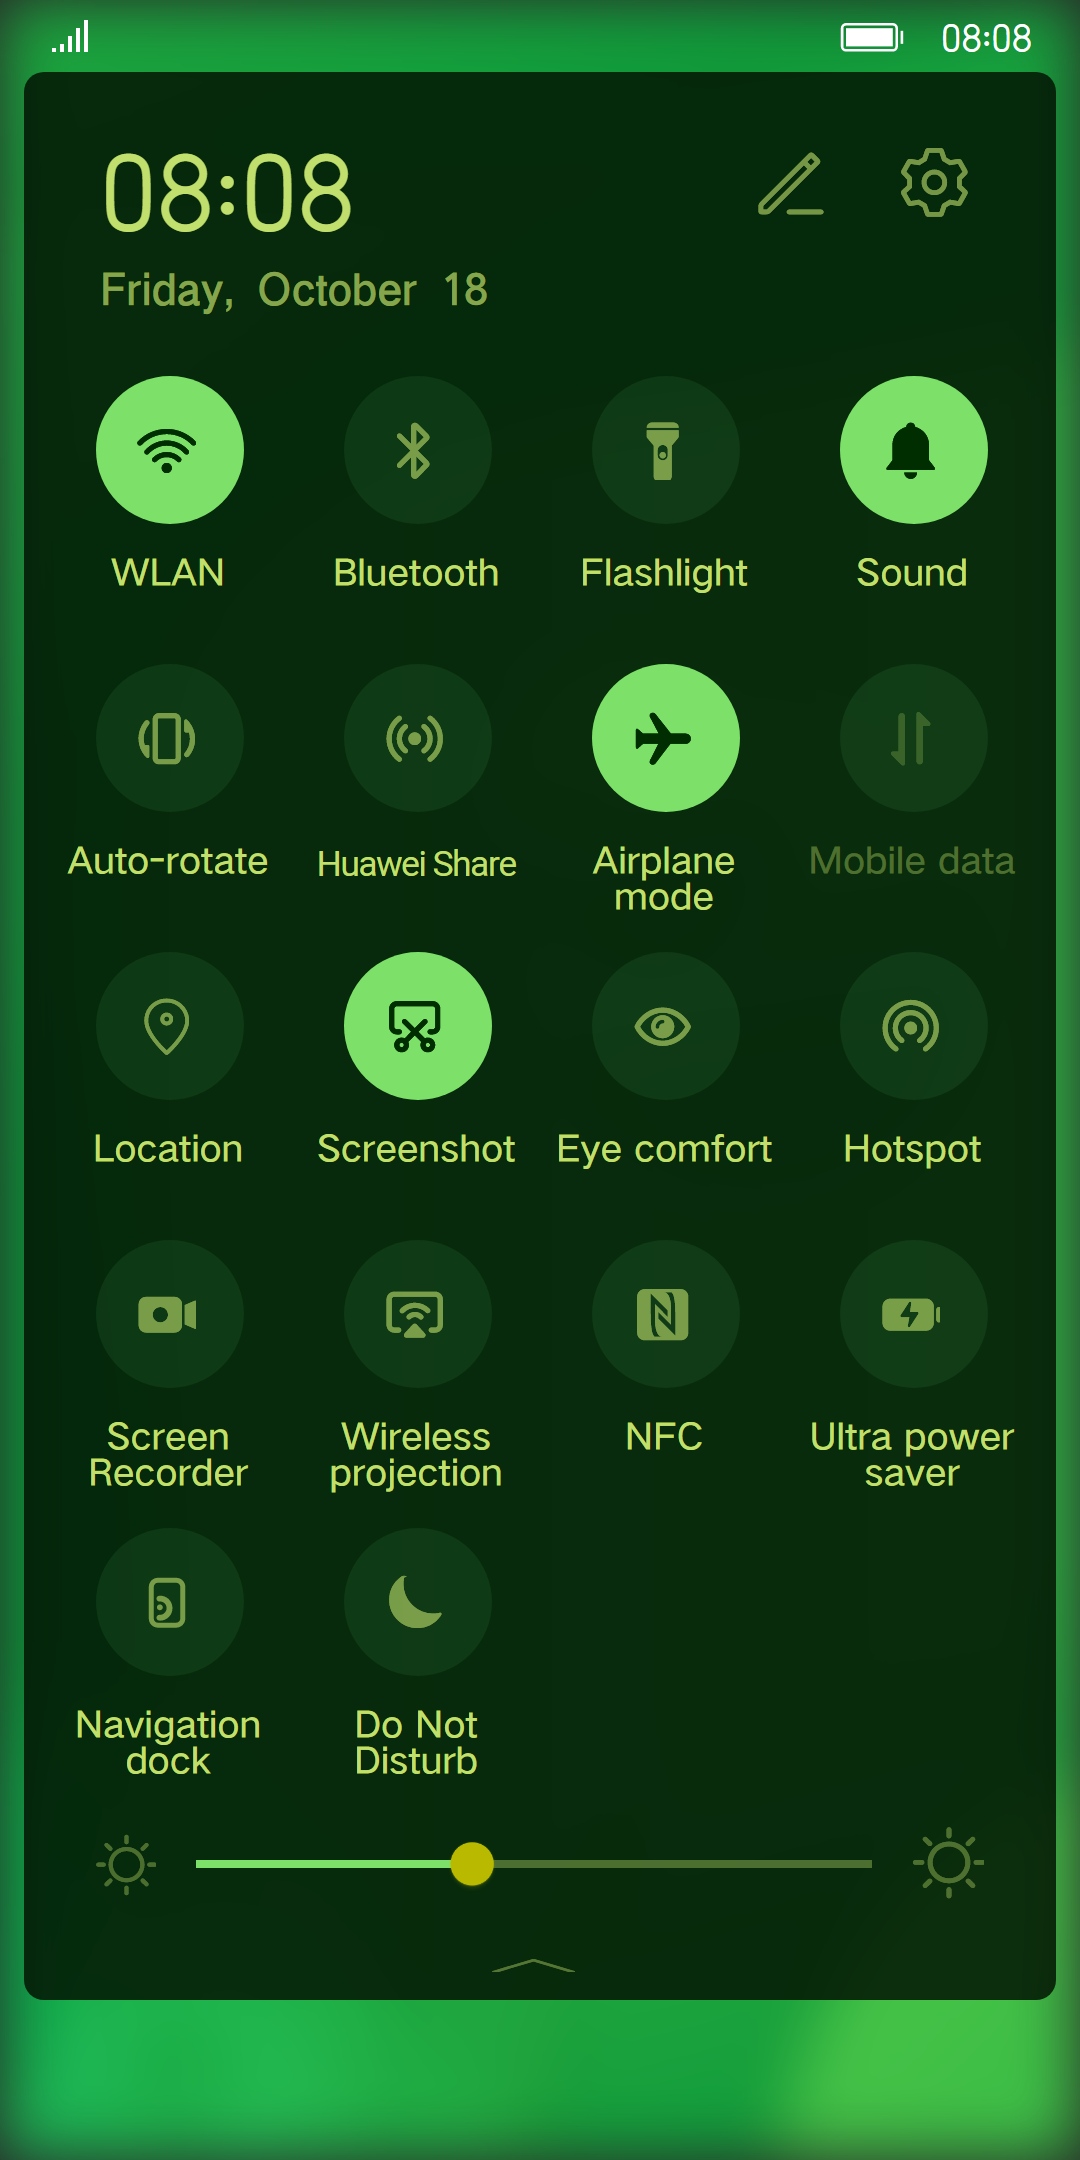 08:08
08:08
Friday, October 18
WLAN
Bluetooth
Flashlight
Sound
Auto-rotate
Huawei Share
Airplane
mode
Mobile data
Location
Screenshot
Eye comfort
Hotspot
Screen
Recorder
Wireless
projection
NFC
Ultra power
saver
Navigation
dock
Do Not
Disturb